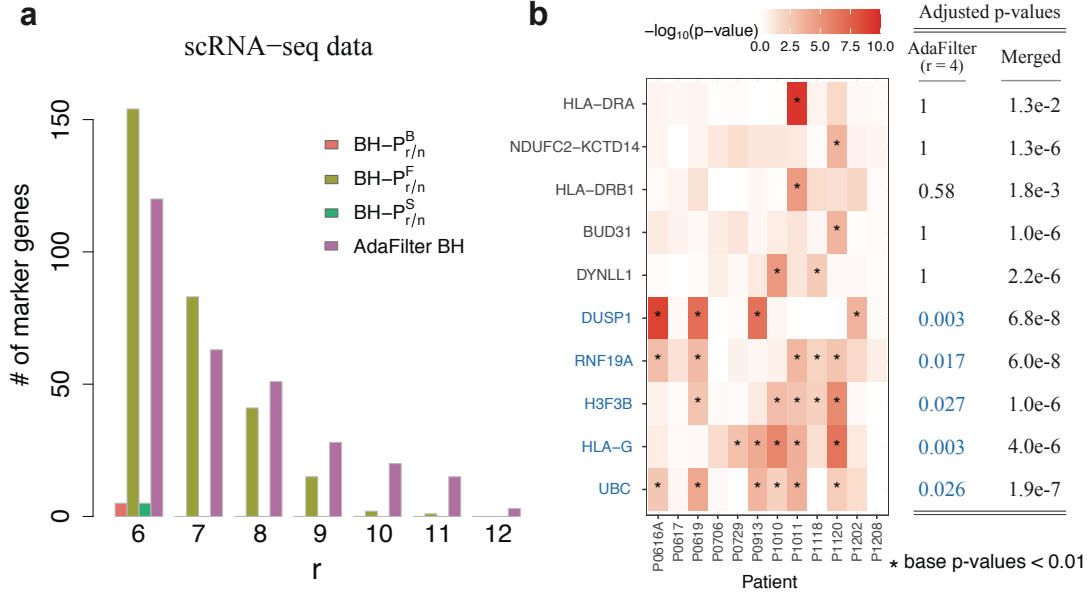 a
scRNA−seq data
# of marker genes
150
100
50
0
BH−P^B_{r/n}
BH−P^F_{r/n}
BH−P^S_{r/n}
AdaFilter BH
6 7 8 9 10 11 12
r
b
−log10(p−value)
0.0 2.5 5.0 7.5 10.0
Adjusted p-values
AdaFilter (r = 4) Merged
HLA−DRA * 1 1.3e-2
NDUFC2−KCTD14 * 1 1.3e-6
HLA−DRB1 * 0.58 1.8e-3
BUD31 * 1 1.0e-6
DYNLL1 * * 1 2.2e-6
DUSP1 * * * * 0.003 6.8e-8
RNF19A * * * * * 0.017 6.0e-8
H3F3B * * * * * 0.027 1.0e-6
HLA−G * * * * * 0.003 4.0e-6
UBC * * * * * * 0.026 1.9e-7
P0616A P0617 P0619 P0706 P0729 P0913 P1010 P1011 P1118 P1120 P1202 P1208
* base p-values < 0.01
Patient